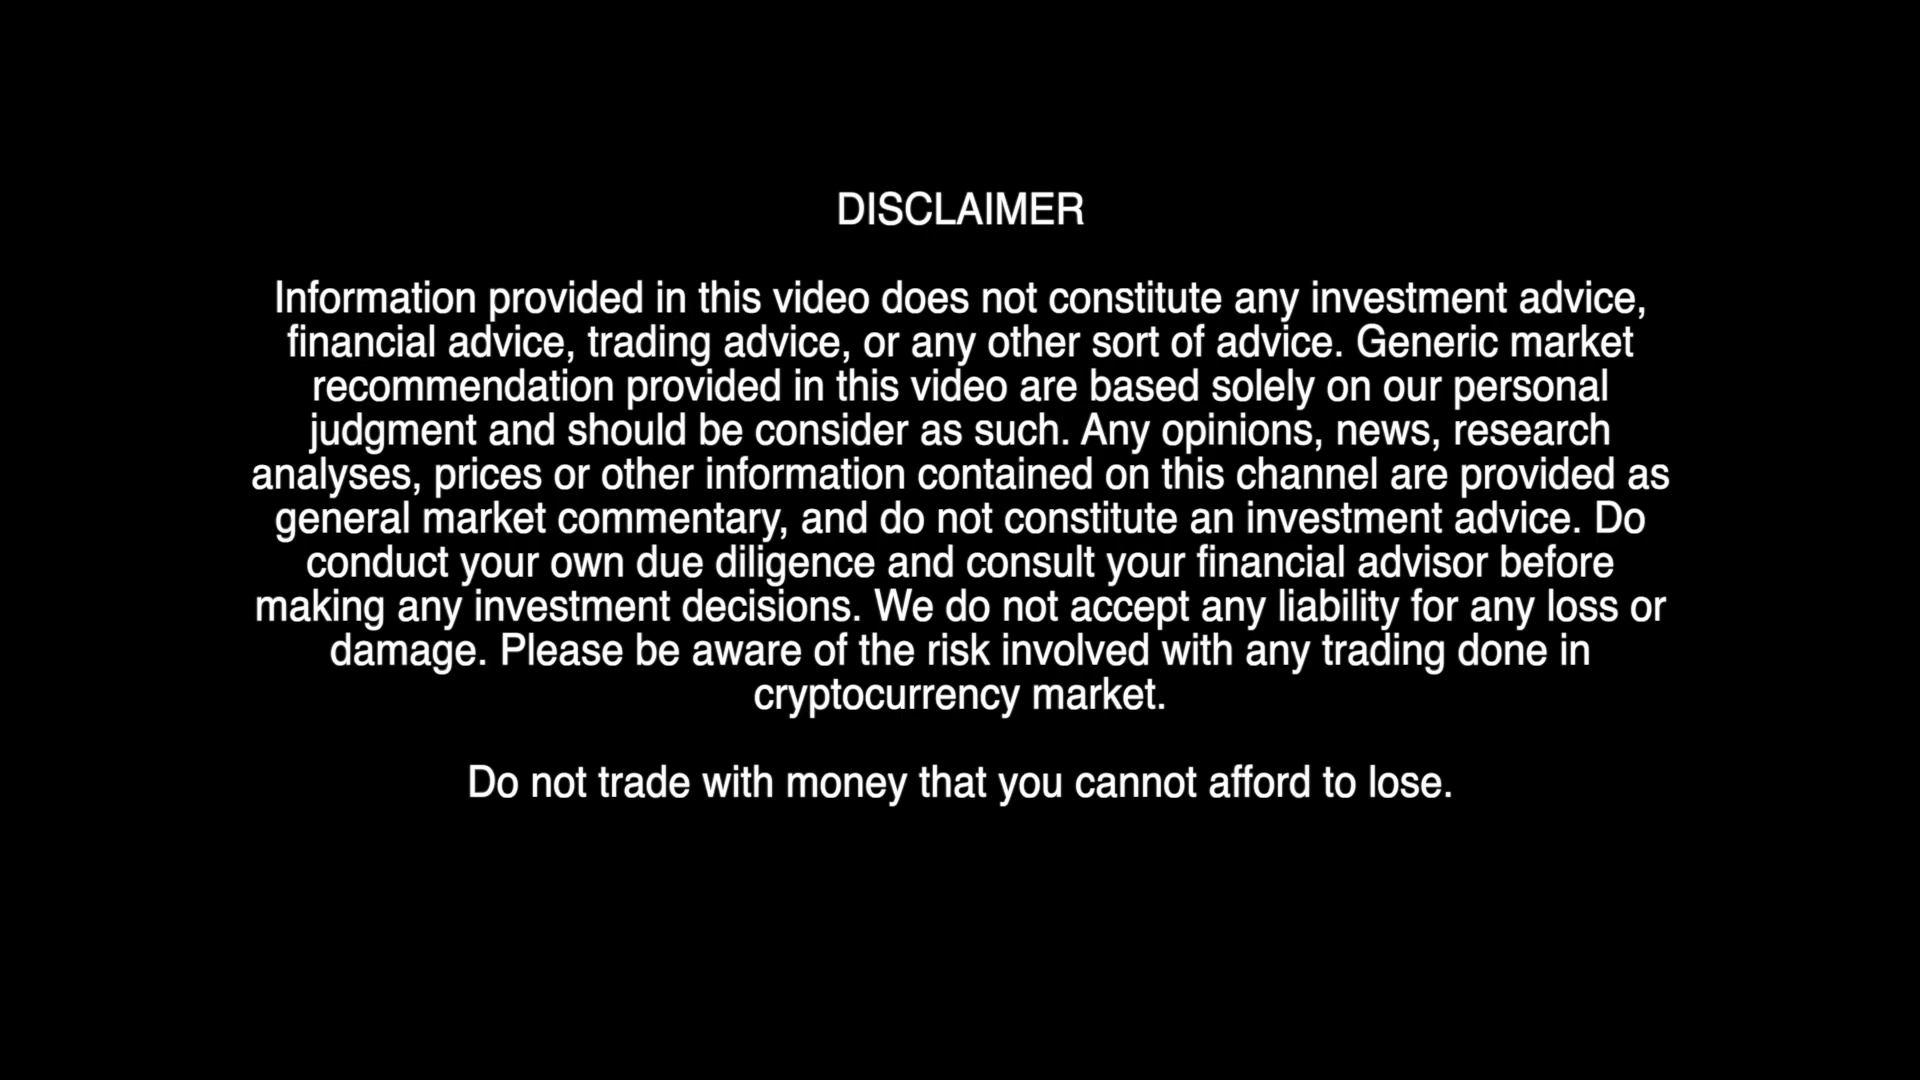 DISCLAIMER
Information provided in this video does not constitute any investment advice,
financial advice, trading advice, or any other sort of advice. Generic market
recommendation provided in this video are based solely on our personal
judgment and should be consider as such. Any opinions, news, research
analyses, prices or other information contained on this channel are provided as
general market commentary, and do not constitute an investment advice. Do
conduct your own due diligence and consult your financial advisor before
making any investment decisions. We do not accept any liability for any loss or
damage. Please be aware of the risk involved with any trading done in
cryptocurrency market.
Do not trade with money that you cannot afford to lose.